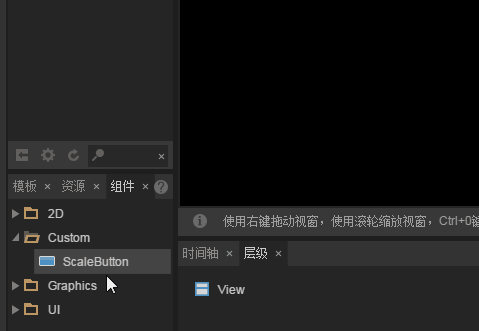 模板 × 资源 × 组件 × ?
2D
Custom
ScaleButton
Graphics
UI
使用右键拖动视窗，使用滚轮缩放视窗，Ctrl+0键
时间轴 × 层级 ×
View